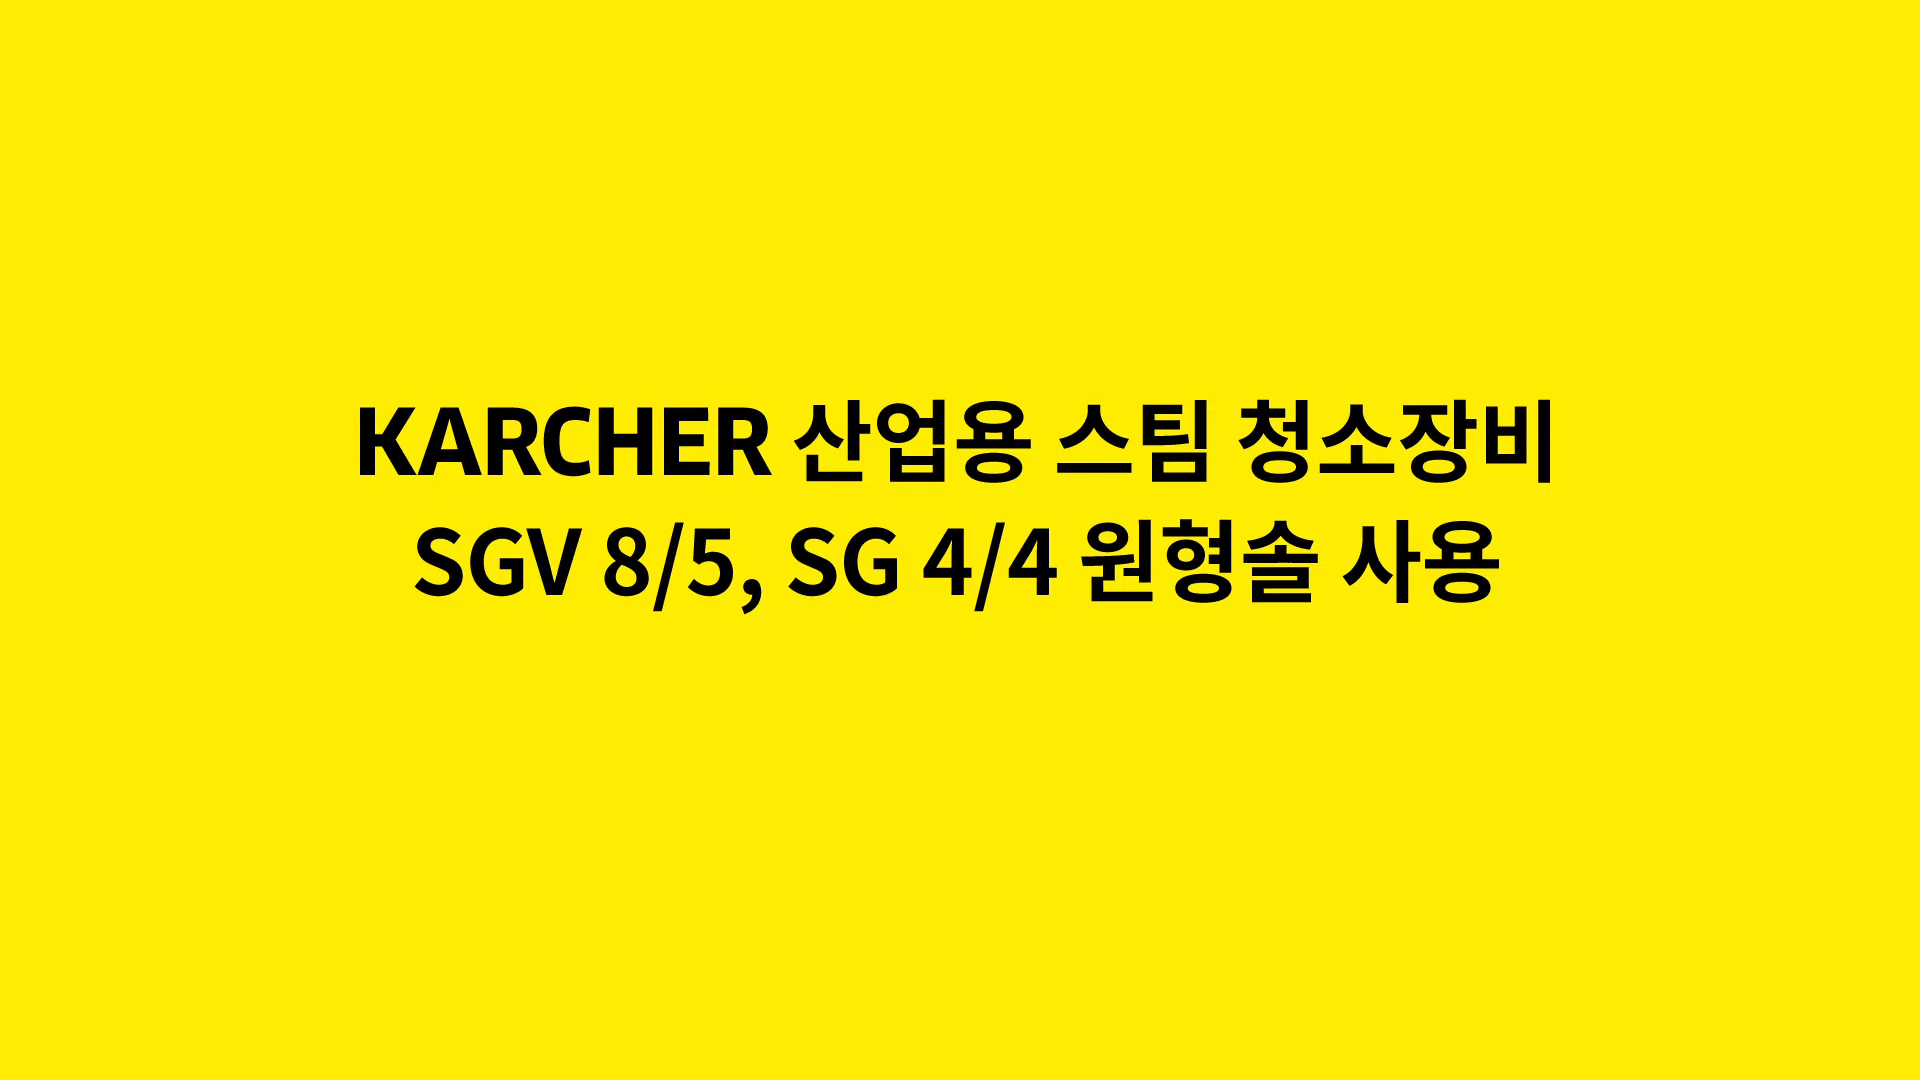 KARCHER 산업용 스팀 청소장비
SGV 8/5, SG 4/4 원형솔 사용